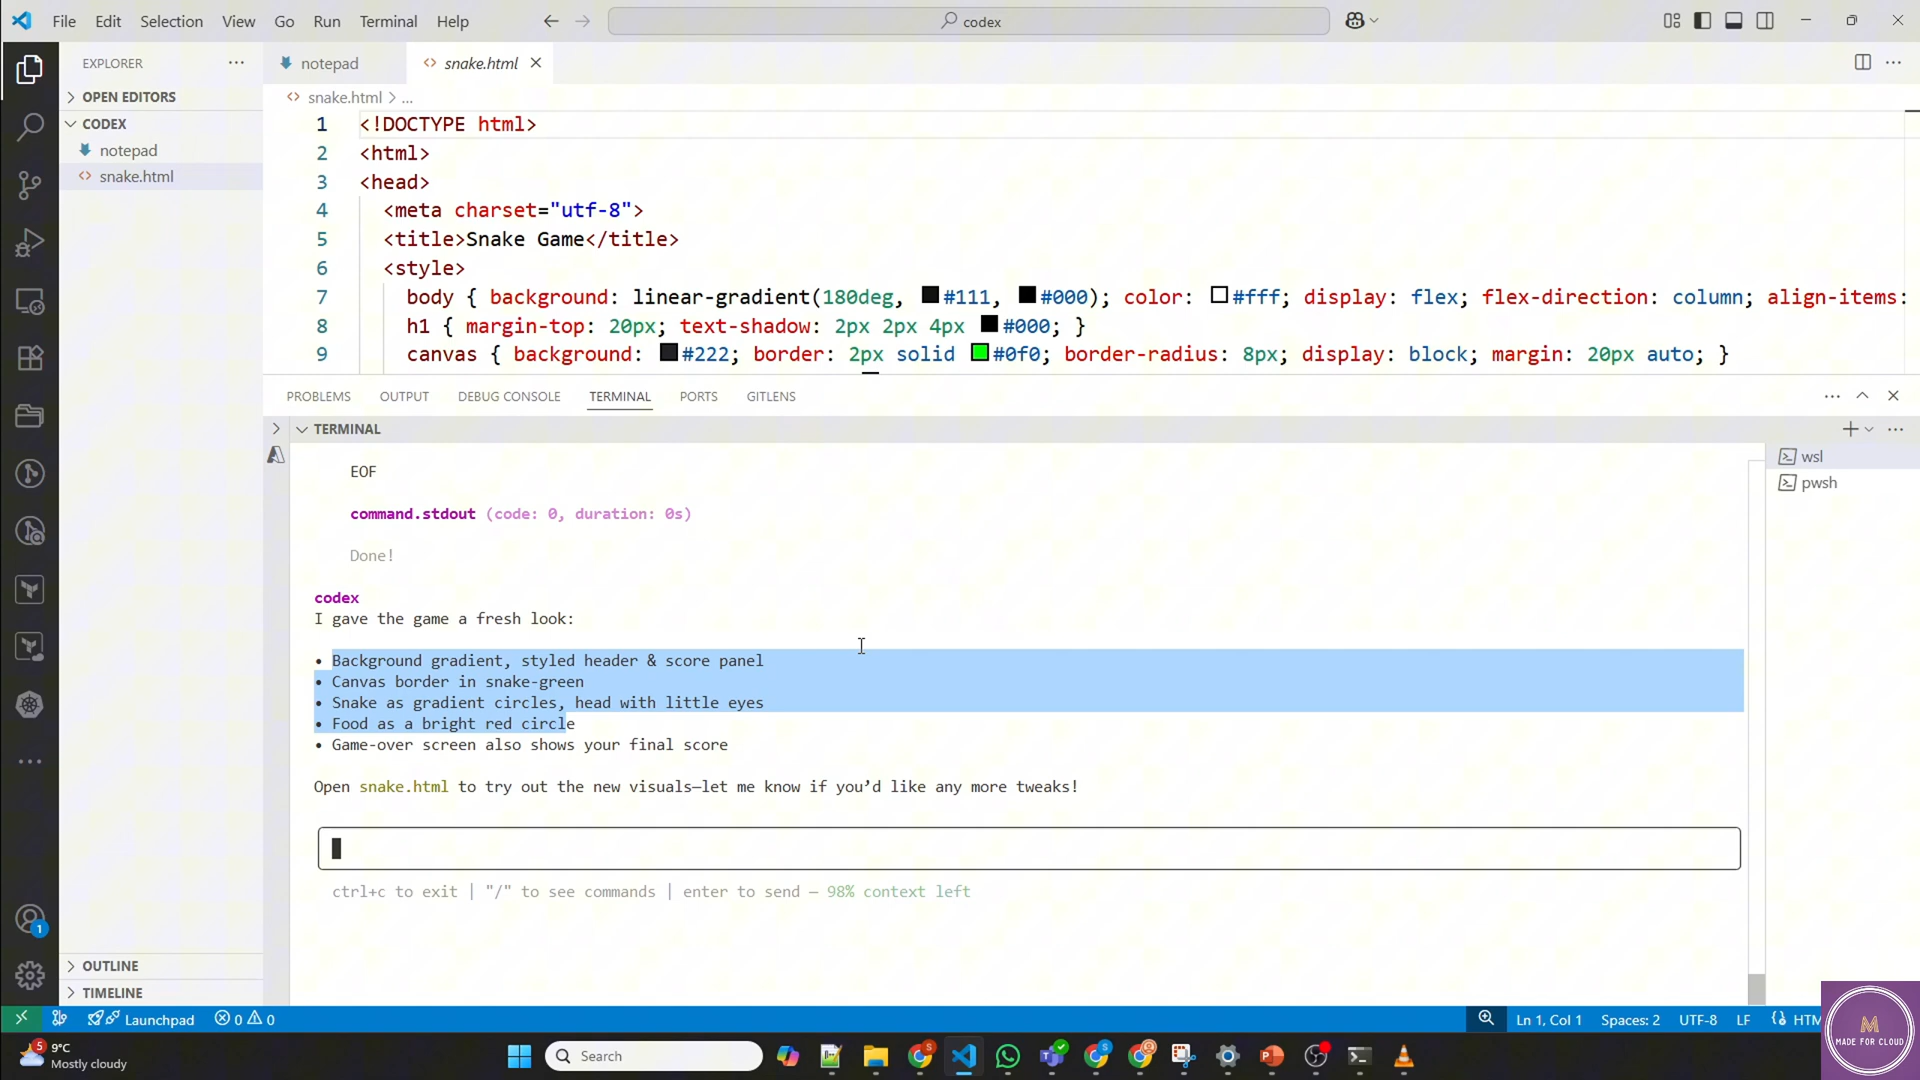 File Edit Selection View Go Run Terminal Help
codex
EXPLORER
OPEN EDITORS
CODEX
notepad
snake.html
OUTLINE
TIMELINE
notepad
snake.html
snake.html > ...
1 <!DOCTYPE html>
2 <html>
3 <head>
4 <meta charset="utf-8">
5 <title>Snake Game</title>
6 <style>
7 body { background: linear-gradient(180deg, #111, #000); color: #fff; display: flex; flex-direction: column; align-items:
8 h1 { margin-top: 20px; text-shadow: 2px 2px 4px #000; }
9 canvas { background: #222; border: 2px solid #0f0; border-radius: 8px; display: block; margin: 20px auto; }
PROBLEMS OUTPUT DEBUG CONSOLE TERMINAL PORTS GITLENS
TERMINAL
wsl
pwsh
EOF
command.stdout (code: 0, duration: 0s)
Done!
codex
I gave the game a fresh look:
• Background gradient, styled header & score panel
• Canvas border in snake-green
• Snake as gradient circles, head with little eyes
• Food as a bright red circle
• Game-over screen also shows your final score
Open snake.html to try out the new visuals—let me know if you’d like any more tweaks!
ctrl+c to exit | "/" to see commands | enter to send — 98% context left
1
Launchpad 0 0
Ln 1, Col 1 Spaces: 2 UTF-8 LF HTM
M
MADE FOR CLOUD
5
9°C
Mostly cloudy
Search